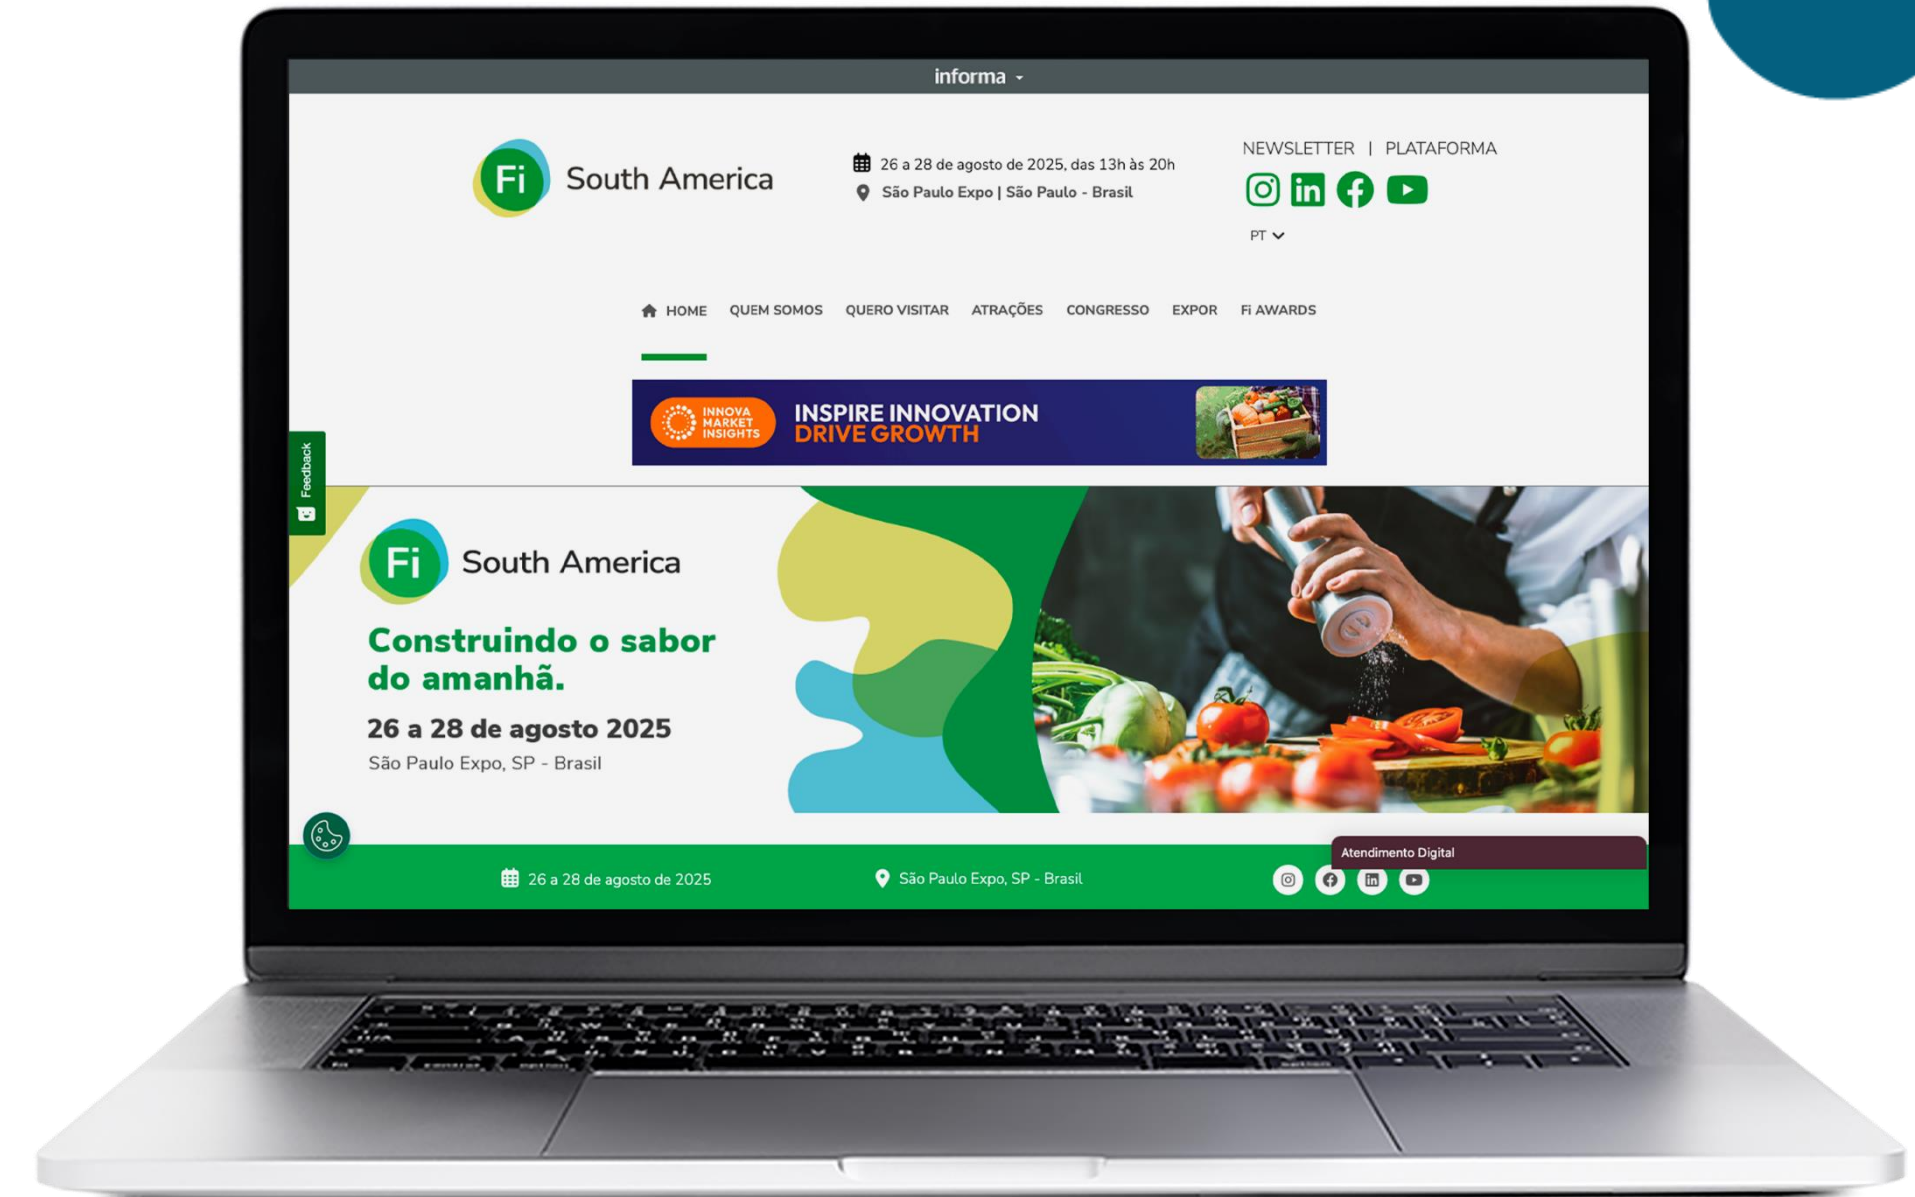 informa
Fi South America
26 a 28 de agosto de 2025, das 13h às 20h
São Paulo Expo | São Paulo - Brasil
NEWSLETTER | PLATAFORMA
PT
HOME QUEM SOMOS QUERO VISITAR ATRAÇÕES CONGRESSO EXPOR Fi AWARDS
INNOVA
MARKET
INSIGHTS
INSPIRE INNOVATION
DRIVE GROWTH
Feedback
Fi South America
Construindo o sabor
do amanhã.
26 a 28 de agosto 2025
São Paulo Expo, SP - Brasil
Atendimento Digital
26 a 28 de agosto de 2025
São Paulo Expo, SP - Brasil